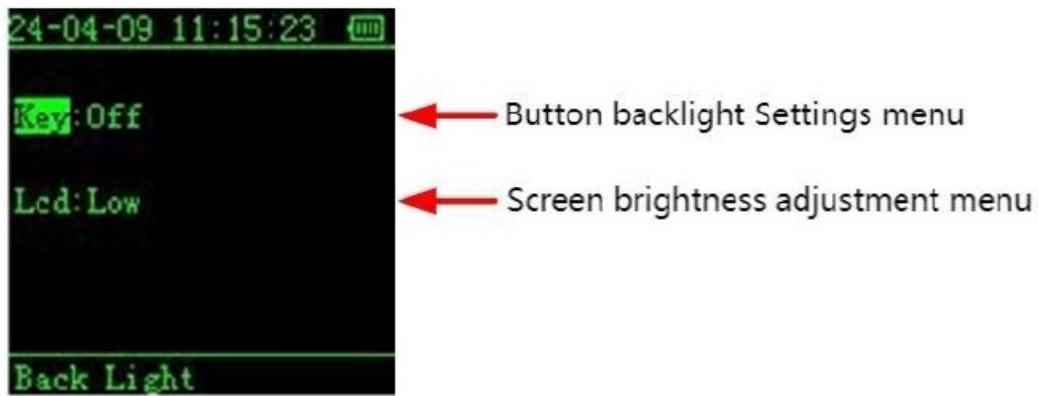 24-04-09 11:15:23
Key:Off
Button backlight Settings menu
Lcd:Low
Screen brightness adjustment menu
Back Light